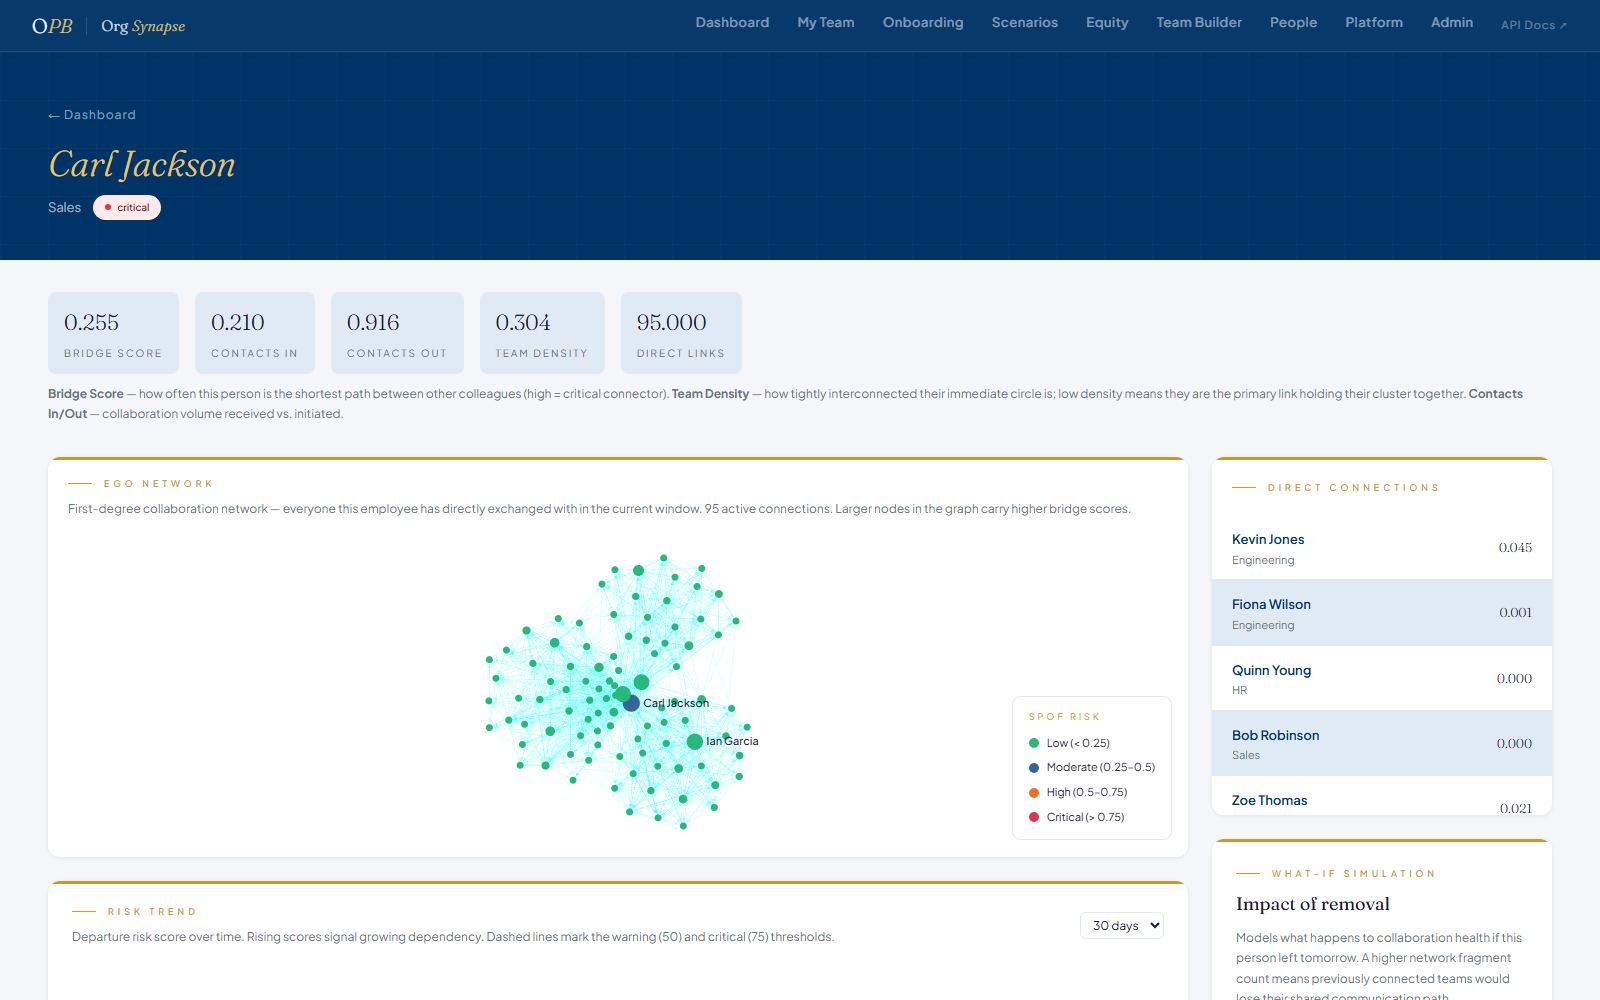 OPB Org Synapse Dashboard My Team Onboarding Scenarios Equity Team Builder People Platform Admin API Docs ↗
← Dashboard
Carl Jackson
Sales critical
0.255 0.210 0.916 0.304 95.000
BRIDGE SCORE CONTACTS IN CONTACTS OUT TEAM DENSITY DIRECT LINKS
Bridge Score — how often this person is the shortest path between other colleagues (high = critical connector). Team Density — how tightly interconnected their immediate circle is; low density means they are the primary link holding their cluster together. Contacts
In/Out — collaboration volume received vs. initiated.
EGO NETWORK
First-degree collaboration network — everyone this employee has directly exchanged with in the current window. 95 active connections. Larger nodes in the graph carry higher bridge scores.
Carl Jackson
Ian Garcia
SPOF RISK
Low (< 0.25)
Moderate (0.25–0.5)
High (0.5–0.75)
Critical (> 0.75)
DIRECT CONNECTIONS
Kevin Jones
Engineering
0.045
Fiona Wilson
Engineering
0.001
Quinn Young
HR
0.000
Bob Robinson
Sales
0.000
Zoe Thomas
0.021
RISK TREND
Departure risk score over time. Rising scores signal growing dependency. Dashed lines mark the warning (50) and critical (75) thresholds.
30 days
WHAT-IF SIMULATION
Impact of removal
Models what happens to collaboration health if this
person left tomorrow. A higher network fragment
count means previously connected teams would
lose their shared communication path.